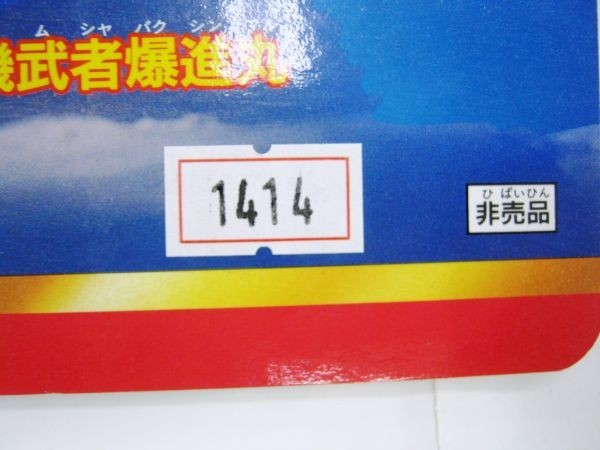 ム シャ バク シン
機武者爆進丸
1414
ひ ばいひん
非売品